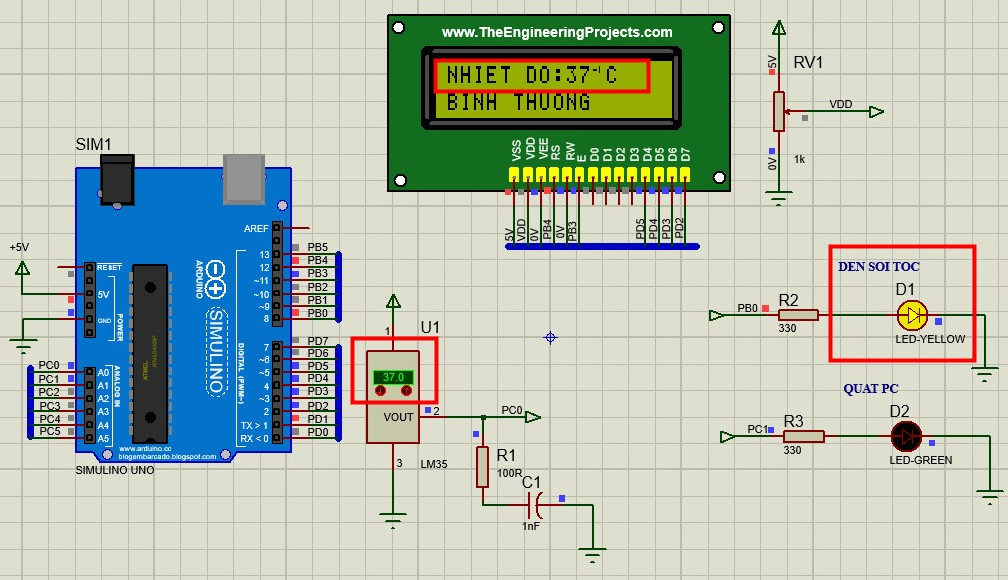 www.TheEngineeringProjects.com
NHIET DO:37°C
BINH THUONG
VSS
VDD
VEE
RS
RW
E
D0
D1
D2
D3
D4
D5
D6
D7
5V
VDD
0V
PB4
0V
PB3
PD5
PD4
PD3
PD2
5V
RV1
VDD
0V
1k
SIM1
+5V
RESET
5V
GND
POWER
PC0
PC1
PC2
PC3
PC4
PC5
A0
A1
A2
A3
A4
A5
ANALOG IN
ATMEL
ARDUINO
SIMULINO
AREF
13
12
~11
~10
~9
8
PB5
PB4
PB3
PB2
PB1
PB0
DIGITAL (PWM~)
7
~6
~5
4
~3
2
TX > 1
RX < 0
PD7
PD6
PD5
PD4
PD3
PD2
PD1
PD0
www.arduino.cc
blogembarcado.blogspot.com
SIMULINO UNO
U1
1
37.0
VOUT
2
PC0
3
LM35
R1
100R
C1
1nF
DEN SOI TOC
D1
PB0
R2
330
LED-YELLOW
QUAT PC
D2
PC1
R3
330
LED-GREEN